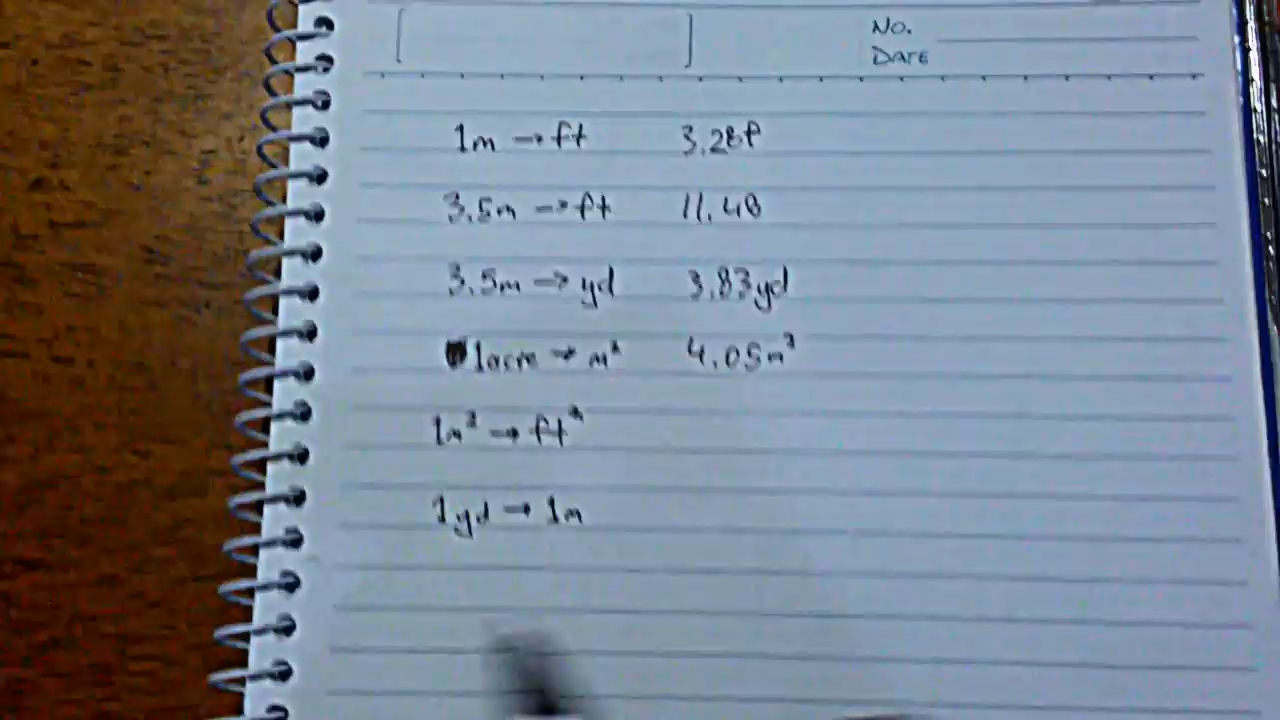 No.
Date
1m → ft 3.28f
3.5m → ft 11.48
3.5m → yd 3.83yd
1acre → m² 4.05m²
1m² → ft²
1yd → 1m